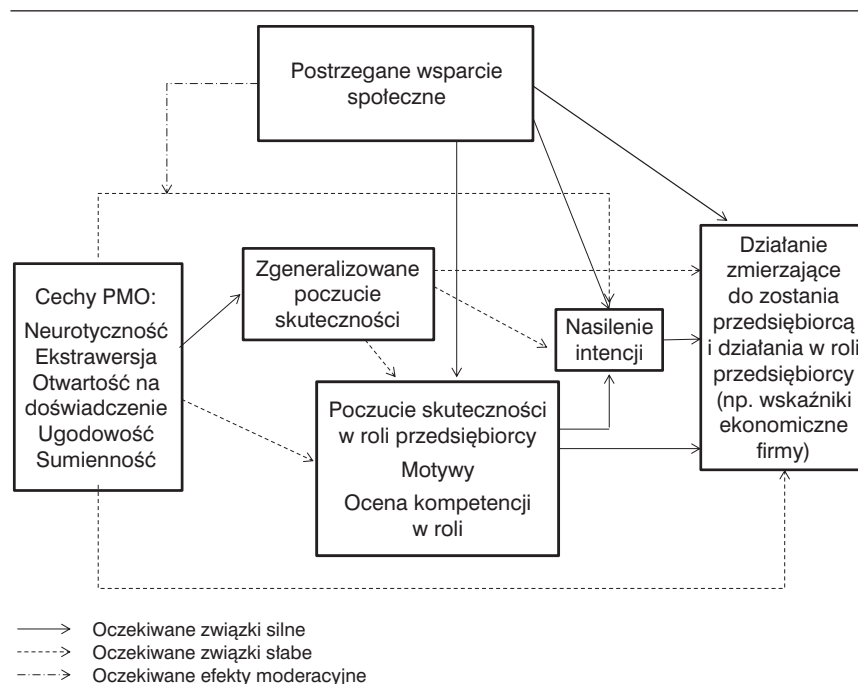 Postrzegane wsparcie
społeczne
Zgeneralizowane
poczucie
skuteczności
Cechy PMO:
Neurotyczność
Ekstrawersja
Otwartość na
doświadczenie
Ugodowość
Sumienność
Nasilenie
intencji
Działanie
zmierzające
do zostania
przedsiębiorcą
i działania w roli
przedsiębiorcy
(np. wskaźniki
ekonomiczne
firmy)
Poczucie skuteczności
w roli przedsiębiorcy
Motywy
Ocena kompetencji
w roli
Oczekiwane związki silne
Oczekiwane związki słabe
Oczekiwane efekty moderacyjne